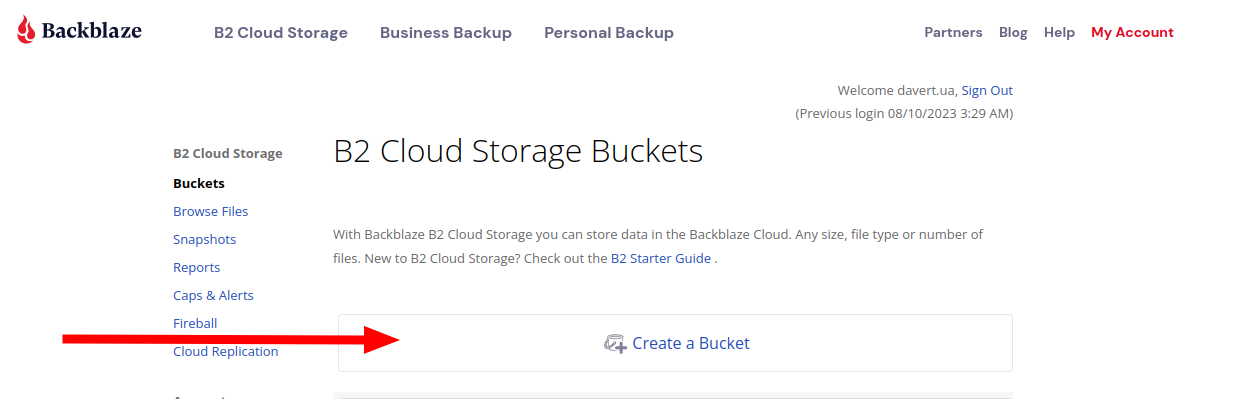 Backblaze
B2 Cloud Storage
Business Backup
Personal Backup
Partners
Blog
Help
My Account
Welcome davert.ua, Sign Out
(Previous login 08/10/2023 3:29 AM)
B2 Cloud Storage
Buckets
Browse Files
Snapshots
Reports
Caps & Alerts
Fireball
Cloud Replication
B2 Cloud Storage Buckets
With Backblaze B2 Cloud Storage you can store data in the Backblaze Cloud. Any size, file type or number of
files. New to B2 Cloud Storage? Check out the B2 Starter Guide .
Create a Bucket